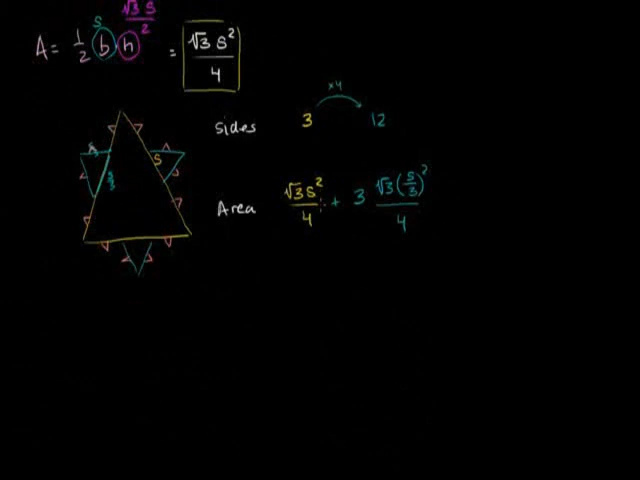 √3 S
2
S
A = 1/2 b h = √3 S² / 4
x4
sides 3 12
S
S/3
Area √3 S² / 4 + 3 √3 (S/3)² / 4